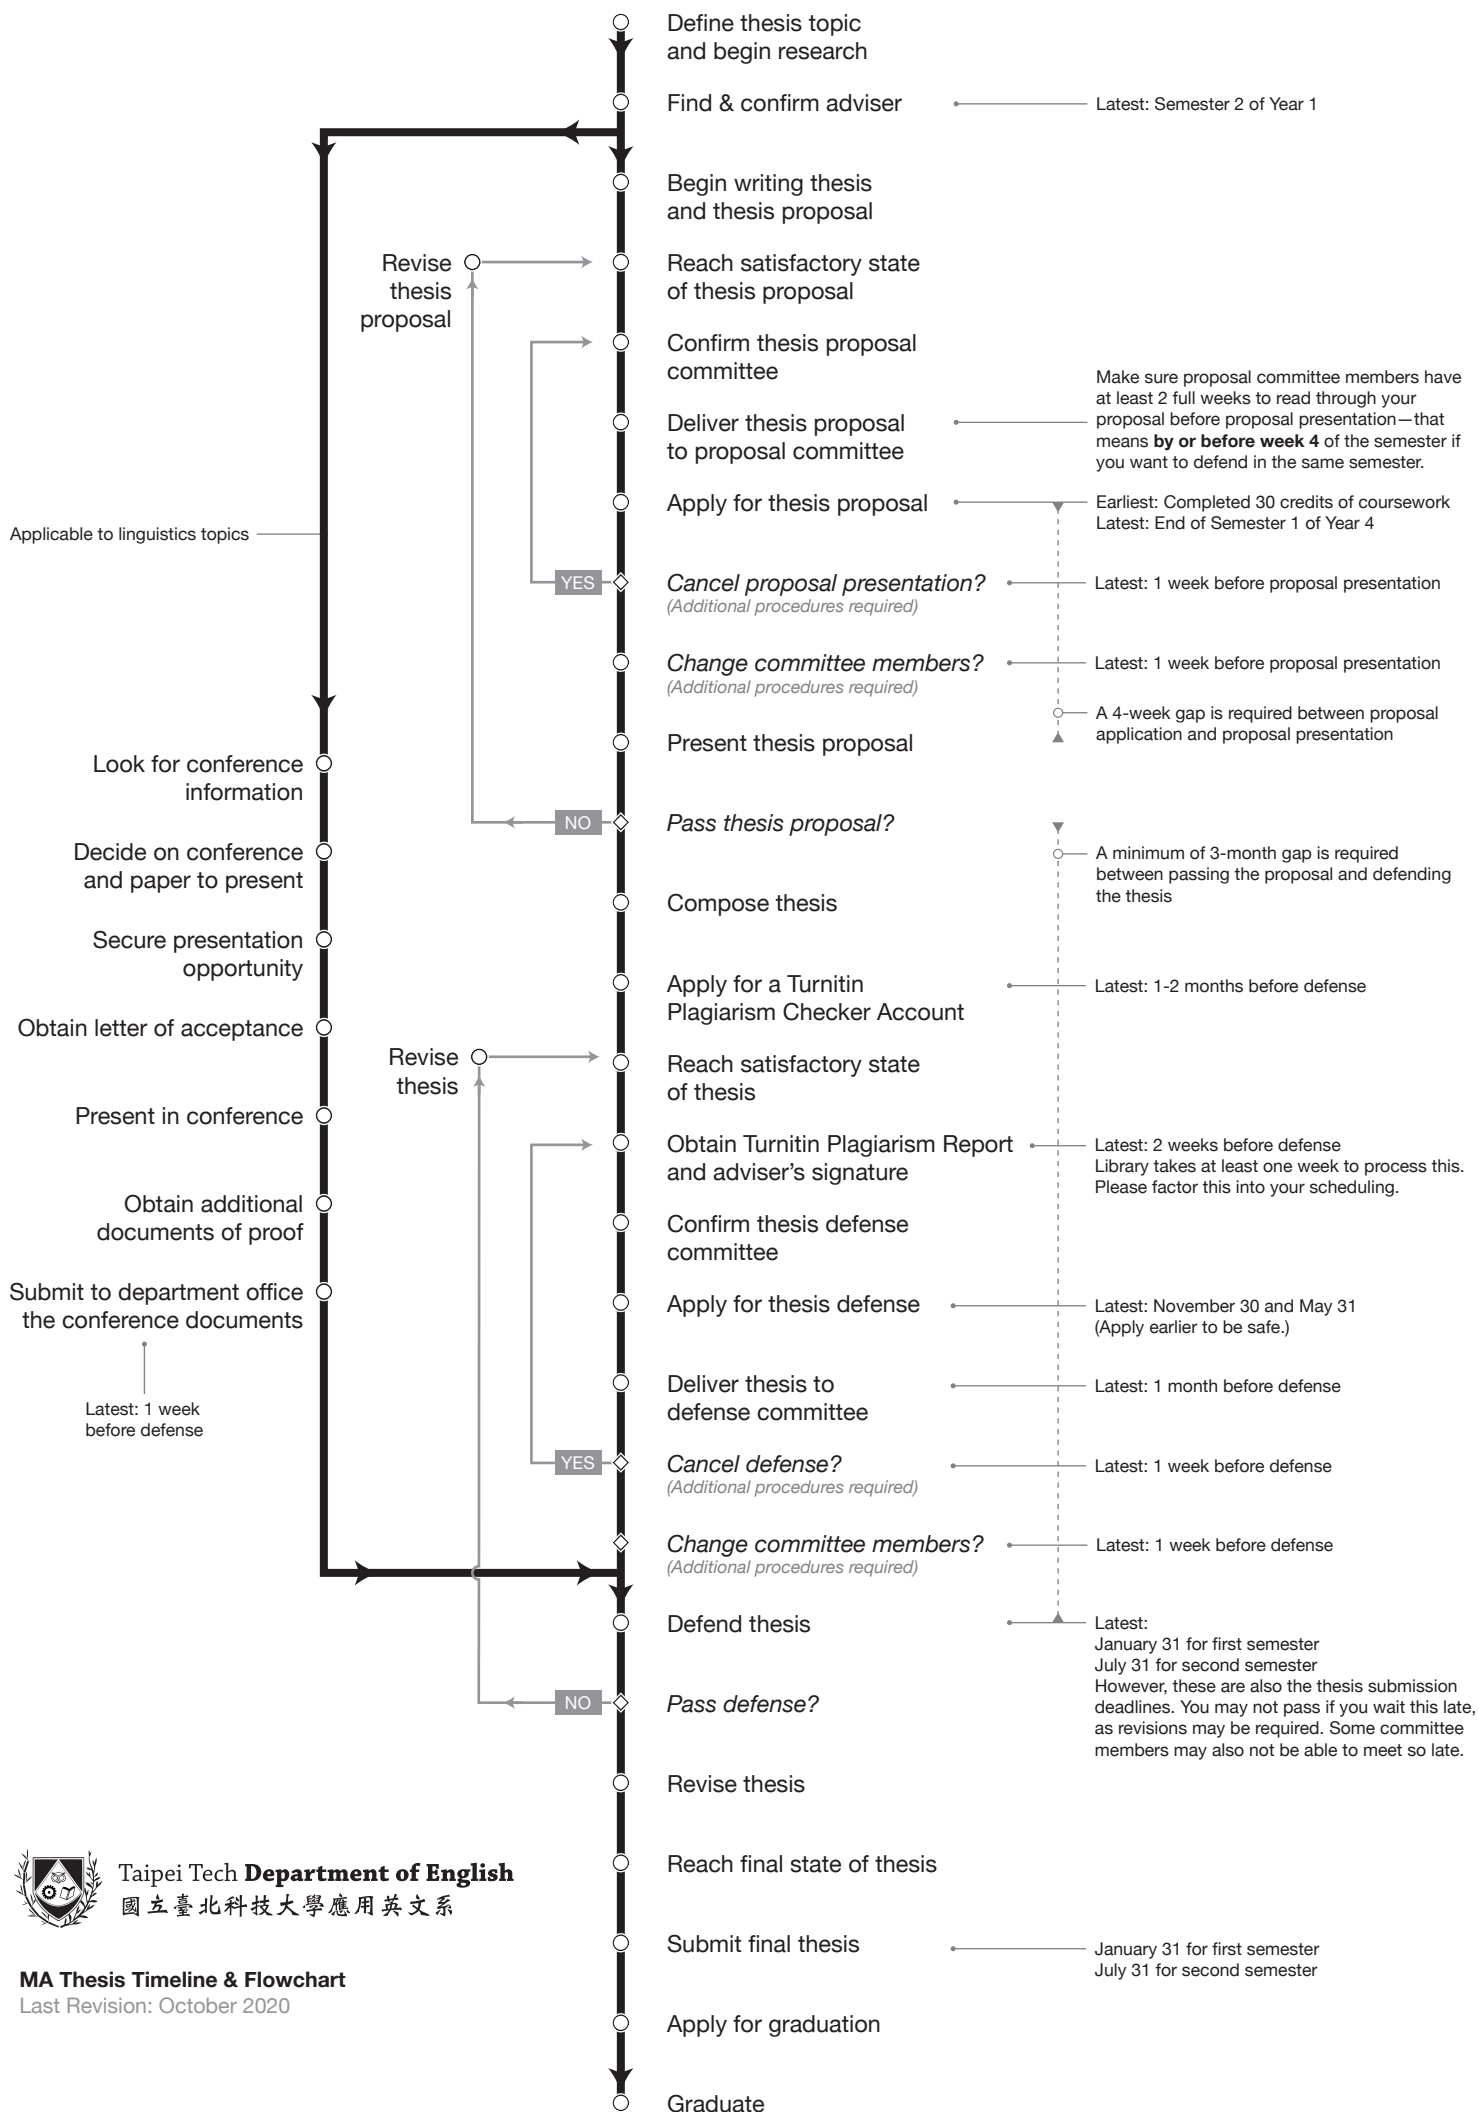 Define thesis topic
and begin research
Find & confirm adviser
Latest: Semester 2 of Year 1
Begin writing thesis
and thesis proposal
Revise
thesis
proposal
Reach satisfactory state
of thesis proposal
Confirm thesis proposal
committee
Deliver thesis proposal
to proposal committee
Make sure proposal committee members have
at least 2 full weeks to read through your
proposal before proposal presentation—that
means by or before week 4 of the semester if
you want to defend in the same semester.
Apply for thesis proposal
Earliest: Completed 30 credits of coursework
Latest: End of Semester 1 of Year 4
Applicable to linguistics topics
YES
Cancel proposal presentation?
(Additional procedures required)
Latest: 1 week before proposal presentation
Change committee members?
(Additional procedures required)
Latest: 1 week before proposal presentation
A 4-week gap is required between proposal
application and proposal presentation
Present thesis proposal
NO
Pass thesis proposal?
A minimum of 3-month gap is required
between passing the proposal and defending
the thesis
Compose thesis
Apply for a Turnitin
Plagiarism Checker Account
Latest: 1-2 months before defense
Revise
thesis
Reach satisfactory state
of thesis
Obtain Turnitin Plagiarism Report
and adviser's signature
Latest: 2 weeks before defense
Library takes at least one week to process this.
Please factor this into your scheduling.
Confirm thesis defense
committee
Apply for thesis defense
Latest: November 30 and May 31
(Apply earlier to be safe.)
Deliver thesis to
defense committee
Latest: 1 month before defense
YES
Cancel defense?
(Additional procedures required)
Latest: 1 week before defense
Change committee members?
(Additional procedures required)
Latest: 1 week before defense
Look for conference
information
Decide on conference
and paper to present
Secure presentation
opportunity
Obtain letter of acceptance
Present in conference
Obtain additional
documents of proof
Submit to department office
the conference documents
Latest: 1 week
before defense
Defend thesis
Latest:
January 31 for first semester
July 31 for second semester
However, these are also the thesis submission
deadlines. You may not pass if you wait this late,
as revisions may be required. Some committee
members may also not be able to meet so late.
NO
Pass defense?
Revise thesis
Reach final state of thesis
Submit final thesis
January 31 for first semester
July 31 for second semester
Apply for graduation
Graduate
Taipei Tech Department of English
國立臺北科技大學應用英文系
MA Thesis Timeline & Flowchart
Last Revision: October 2020